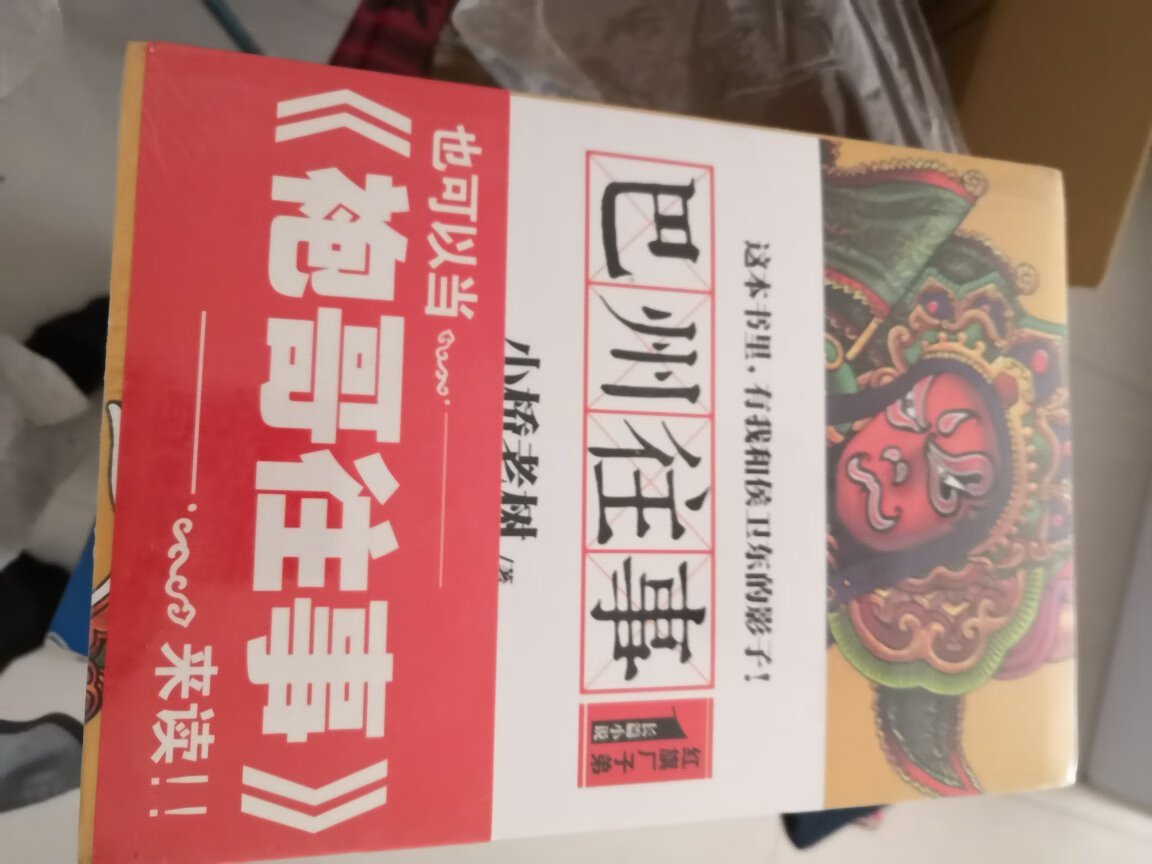 这本书里，有我和侯卫东的影子！
巴州往事
1
长篇小说
红旗厂子弟
小桥老树/著
也可以当
《袍哥往事》
来读！！